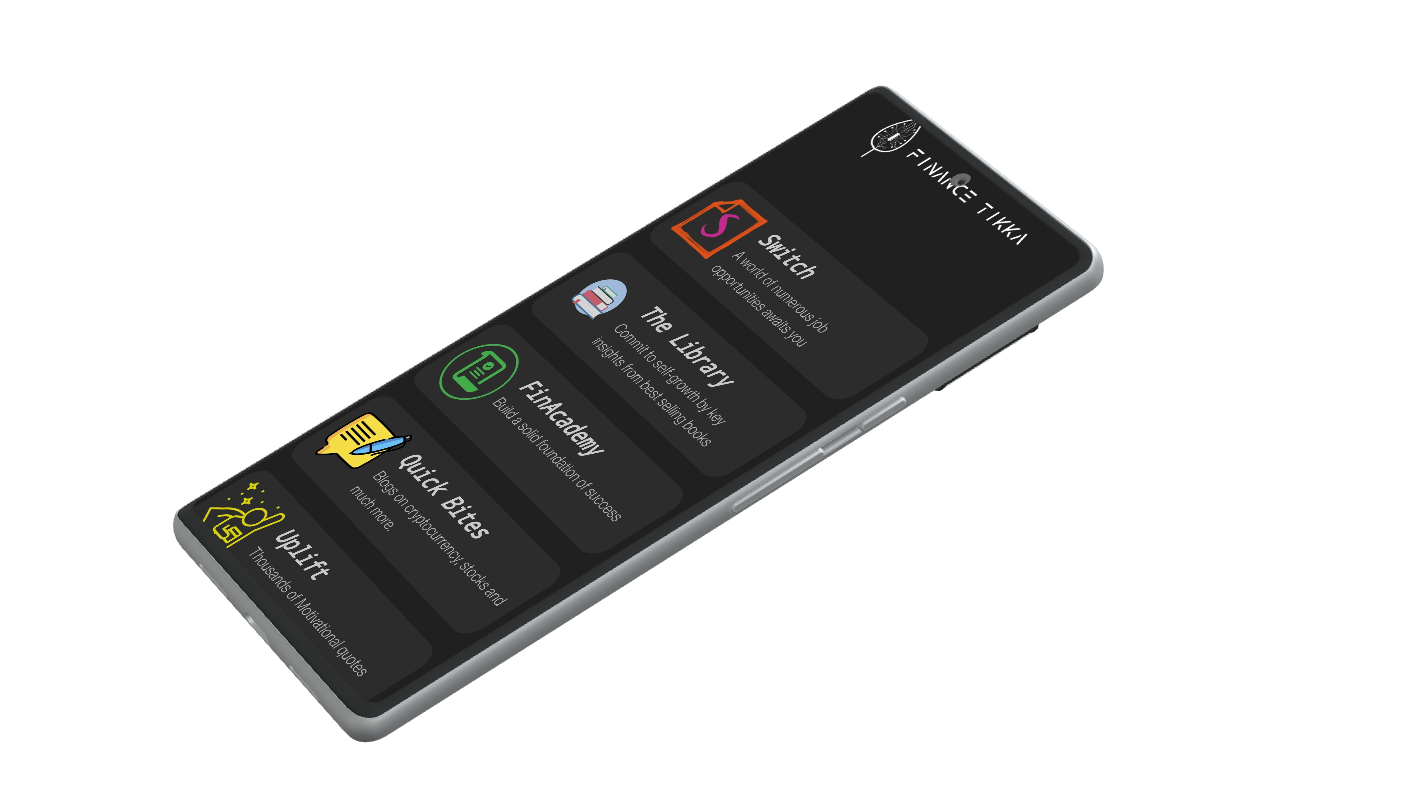 FINANCE TIKKA
Switch
A world of numerous job
opportunities awaits you
The Library
Commit to self-growth by key
insights from best selling books
FinAcademy
Build a solid foundation of success
Quick Bites
Blogs on cryptocurrency, stocks and
much more.
Uplift
Thousands of Motivational quotes